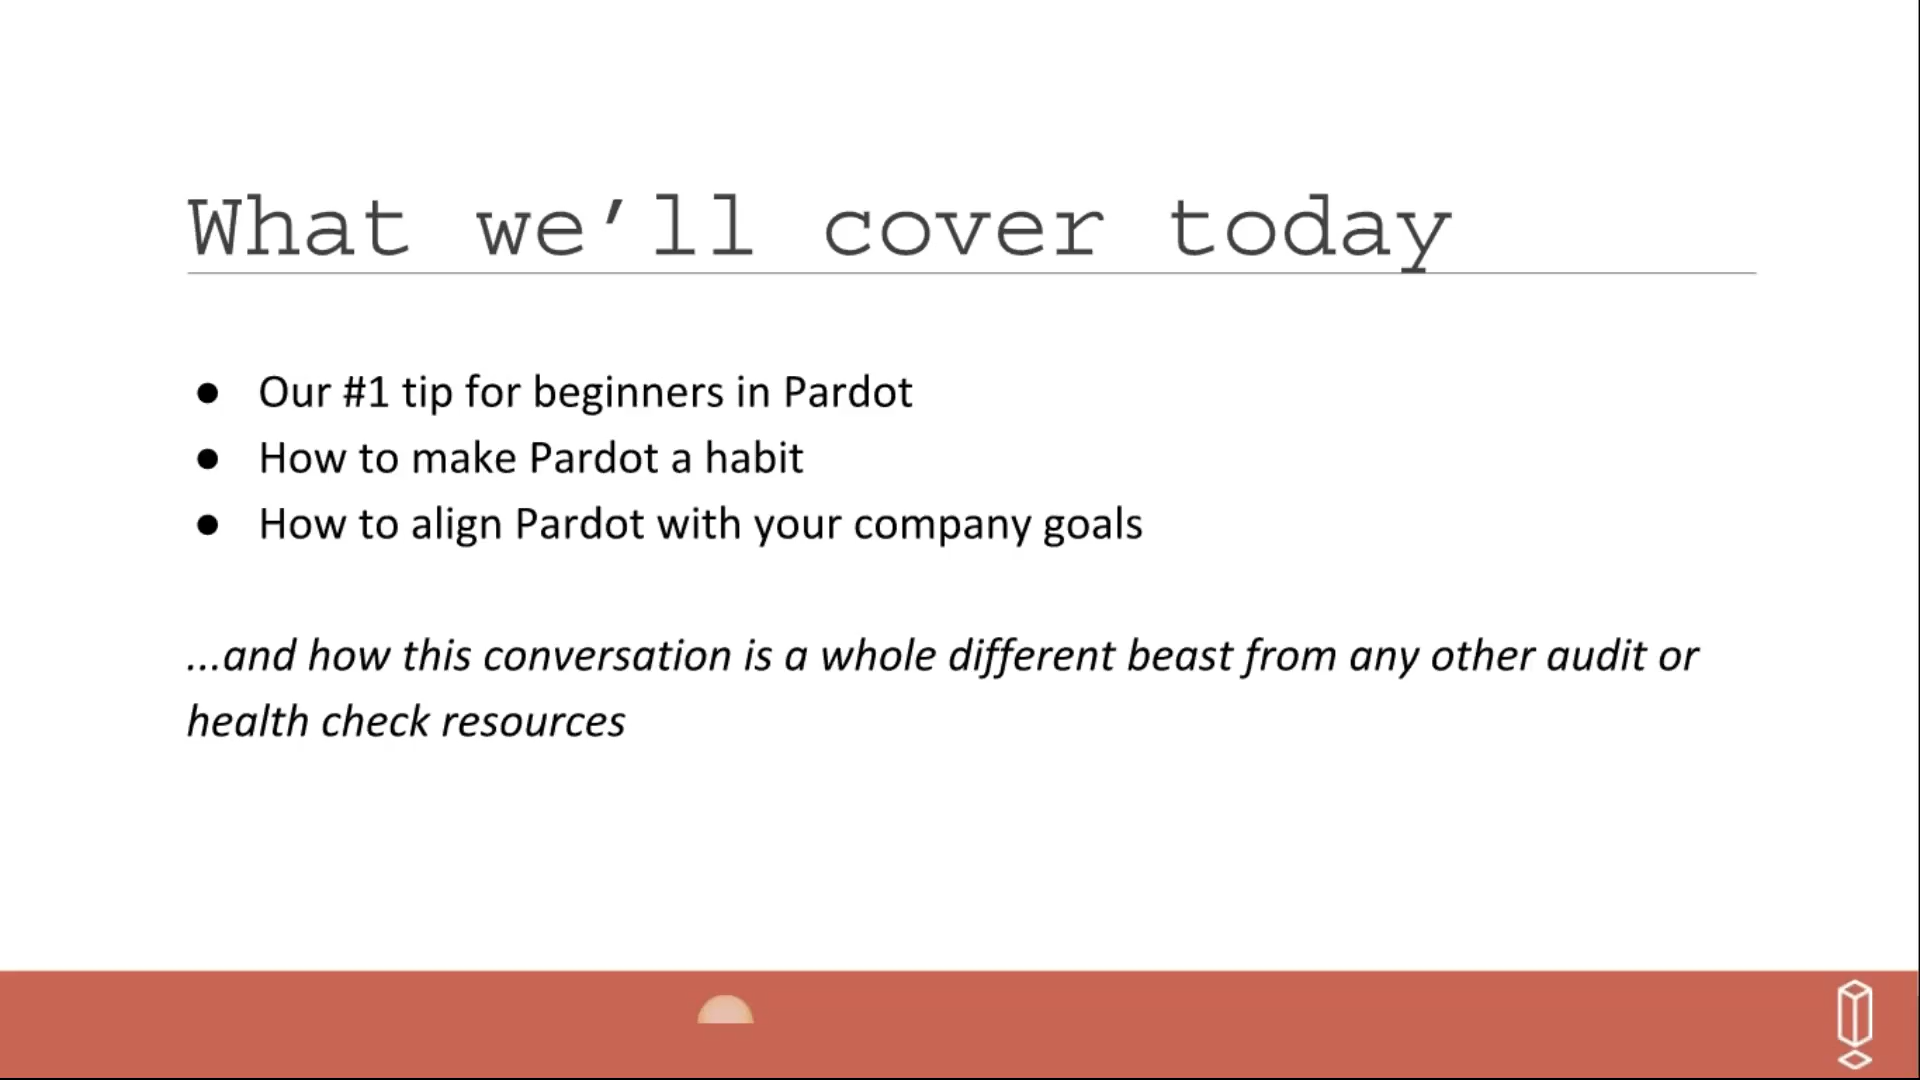 What we’ll cover today
● Our #1 tip for beginners in Pardot
● How to make Pardot a habit
● How to align Pardot with your company goals
...and how this conversation is a whole different beast from any other audit or
health check resources